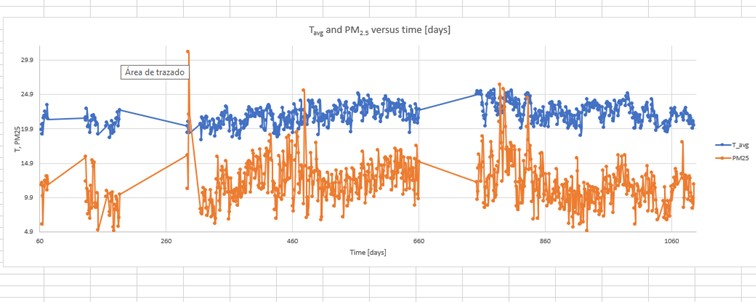 T_avg and PM_2.5 versus time [days]
Área de trazado
29.9
24.9
19.9
14.9
9.9
4.9
T, PM25
60
260
460
660
860
1060
Time [days]
T_avg
PM25